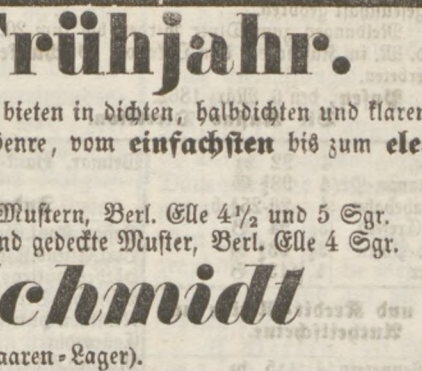 Frühjahr.
bieten in dichten, halbdichten und klaren
Genre, vom einfachsten bis zum ele
Mustern, Berl. Elle 4½ und 5 Sgr.
nd gedeckte Muster, Berl. Elle 4 Sgr.
Schmidt
aaren-Lager).